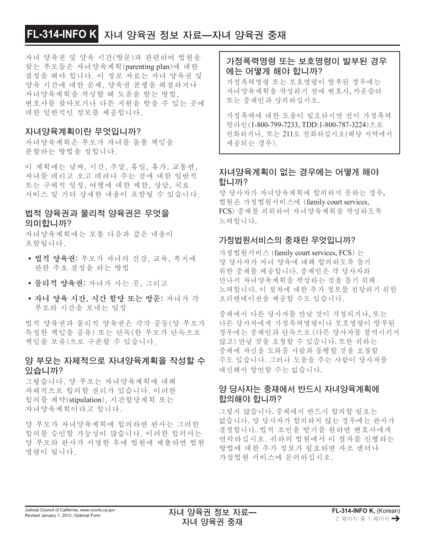 FL-314-INFO K 자녀 양육권 정보 자료—자녀 양육권 중재
자녀 양육권 및 양육 시간(방문)과 관련하여 법원을
찾는 부모들은 자녀양육계획(parenting plan)에 대한
결정을 해야 합니다. 이 정보 자료는 자녀 양육권 및
양육 시간에 대한 문제, 양육권 분쟁을 해결하거나
자녀양육계획을 작성할 때 도움을 받는 방법,
변호사를 찾아보거나 다른 지원을 받을 수 있는 곳에
대한 일반적인 정보를 제공합니다.
자녀양육계획이란 무엇입니까?
자녀양육계획은 부모가 자녀를 돌볼 책임을
분할하는 방법을 정합니다.
이 계획에는 날짜, 시간, 주말, 휴일, 휴가, 교통편,
자녀를 데리고 오고 데려다 주는 것에 대한 일반적
또는 구체적 일정, 여행에 대한 제한, 상담, 치료
서비스 및 기타 상세한 내용이 포함될 수 있습니다.
법적 양육권과 물리적 양육권은 무엇을
의미합니까?
자녀양육계획에는 보통 다음과 같은 내용이
포함됩니다.
• 법적 양육권: 부모가 자녀의 건강, 교육, 복지에
관한 주요 결정을 하는 방법
• 물리적 양육권: 자녀가 사는 곳, 그리고
• 자녀 양육 시간, 시간 할당 또는 방문: 자녀가 각
부모와 시간을 보내는 일정
법적 양육권과 물리적 양육권은 각각 공동(양 부모가
특정한 책임을 공유) 또는 단독(한 부모가 단독으로
책임을 보유)으로 구분할 수 있습니다.
양 부모는 자체적으로 자녀양육계획을 작성할 수
있습니까?
그렇습니다. 양 부모는 자녀양육계획에 대해
자체적으로 합의할 권리가 있습니다. 이러한
합의를 계약(stipulation), 시간할당계획 또는
자녀양육계획이라고 합니다.
양 부모가 자녀양육계획에 합의하면 판사는 그러한
합의를 승인할 가능성이 많습니다. 이러한 합의서는
양 부모와 판사가 서명한 후에 법원에 제출하면 법원
명령이 됩니다.
가정폭력명령 또는 보호명령이 발부된 경우
에는 어떻게 해야 합니까?
가정폭력명령 또는 보호명령이 발부된 경우에는
자녀양육계획을 작성하기 전에 변호사, 카운슬러
또는 중재인과 상의하십시오.
가정폭력에 대한 도움이 필요하시면 전미 가정폭력
핫라인(1-800-799-7233, TDD:1-800-787-3224)으로
전화하거나, 또는 211로 전화하십시오(해당 지역에서
제공되는 경우).
자녀양육계획이 없는 경우에는 어떻게 해야
합니까?
양 당사자가 자녀양육계획에 합의하지 못하는 경우,
법원은 가정법원서비스에 (family court services,
FCS) 중재를 의뢰하여 자녀양육계획을 작성하도록
노력합니다.
가정법원서비스의 중재란 무엇입니까?
가정법원서비스 (family court services, FCS) 는
양 당사자가 자녀 양육에 대해 합의하도록 돕기
위한 중재를 제공합니다. 중재인은 각 당사자와
만나서 자녀양육계획을 작성하는 것을 돕기 위해
노력합니다. 이 절차에 대한 추가 정보를 전달하기 위한
오리엔테이션을 제공할 수도 있습니다.
중재에서 다른 당사자를 만날 것이 걱정되거나, 또는
다른 당사자에게 가정폭력명령이나 보호명령이 발부된
경우에는 중재인과 단독으로 (다른 당사자를 참석시키지
않고) 만날 것을 요청할 수 있습니다. 또한 귀하는
중재에 자신을 도와줄 사람과 동행할 것을 요청할
수도 있습니다. 그러나 도움을 주는 사람이 당사자를
대신해서 발언할 수는 없습니다.
양 당사자는 중재에서 반드시 자녀양육계획에
합의해야 합니까?
그렇지 않습니다. 중재에서 반드시 합의할 필요는
없습니다. 양 당사자가 합의하지 않는 경우에는 판사가
결정합니다. 법적 조언을 받기를 원하면 변호사에게
연락하십시오. 귀하의 법원에서 이 절차를 진행하는
방법에 대한 추가 정보가 필요하면 자조 센터나
가정법원 서비스에 문의하십시오.
Judicial Council of California, www.courts.ca.gov
Revised January 1, 2012, Optional Form
자녀 양육권 정보 자료—
자녀 양육권 중재
FL-314-INFO K, (Korean)
2 페이지 중 1 페이지 →